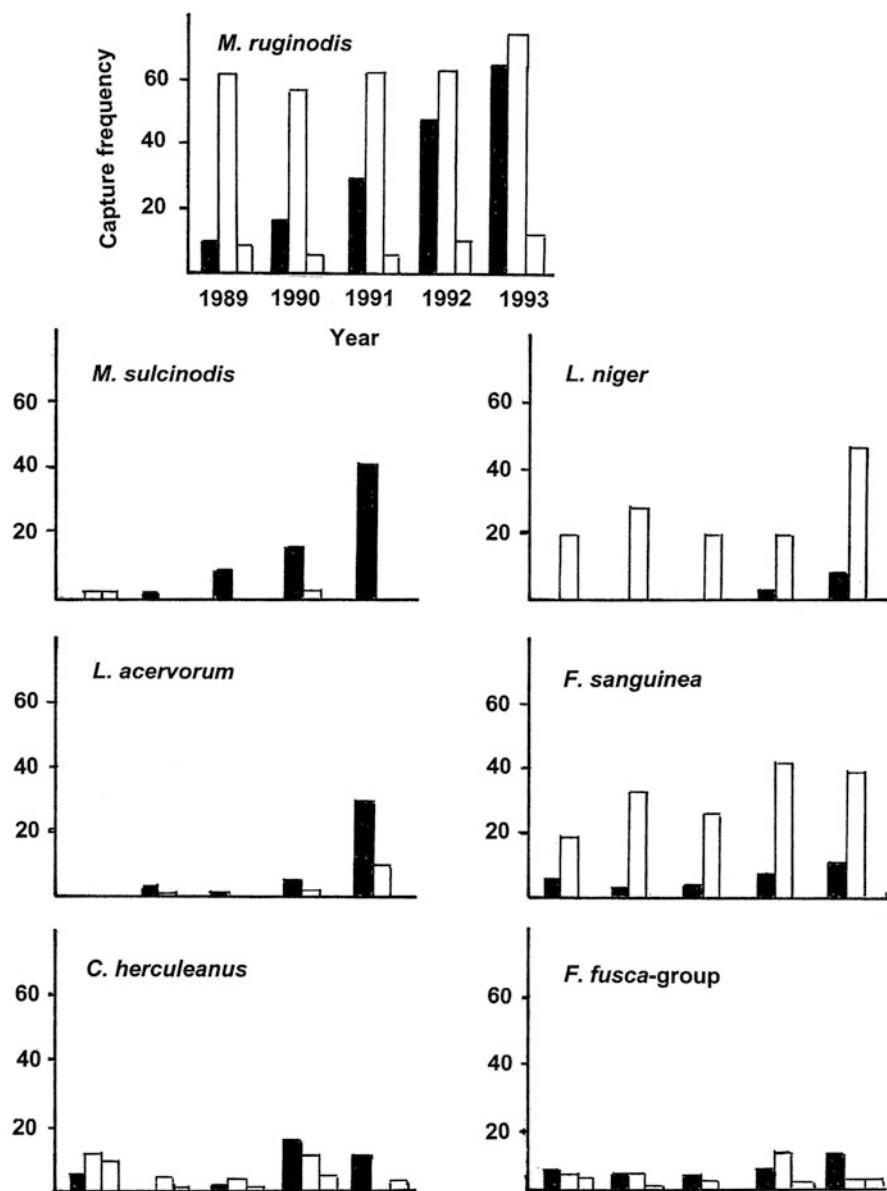 M. ruginodis
Capture frequency
60
40
20
1989 1990 1991 1992 1993
Year
M. sulcinodis
60
40
20
L. niger
60
40
20
L. acervorum
60
40
20
F. sanguinea
60
40
20
C. herculeanus
60
40
20
F. fusca-group
60
40
20